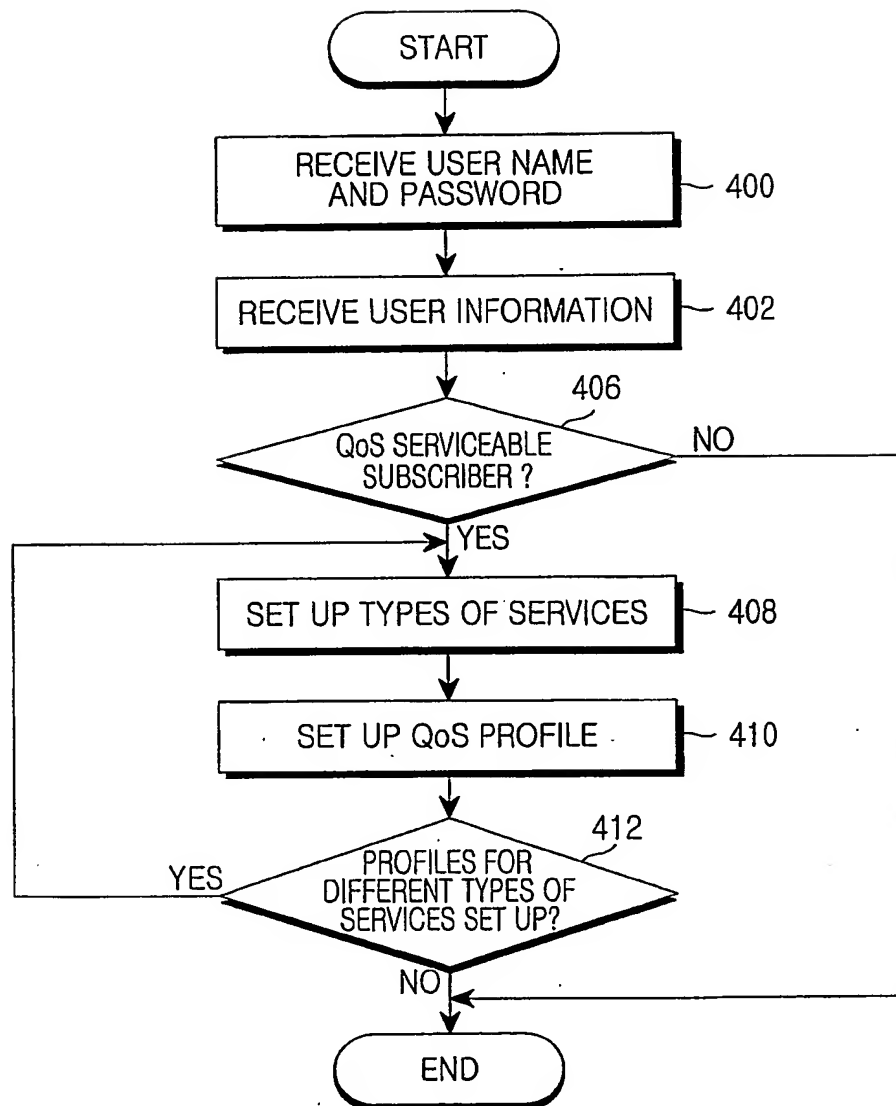 START
RECEIVE USER NAME
AND PASSWORD
400
RECEIVE USER INFORMATION
402
406
QoS SERVICEABLE
SUBSCRIBER ?
NO
YES
SET UP TYPES OF SERVICES
408
SET UP QoS PROFILE
410
412
PROFILES FOR
DIFFERENT TYPES OF
SERVICES SET UP?
YES
NO
END